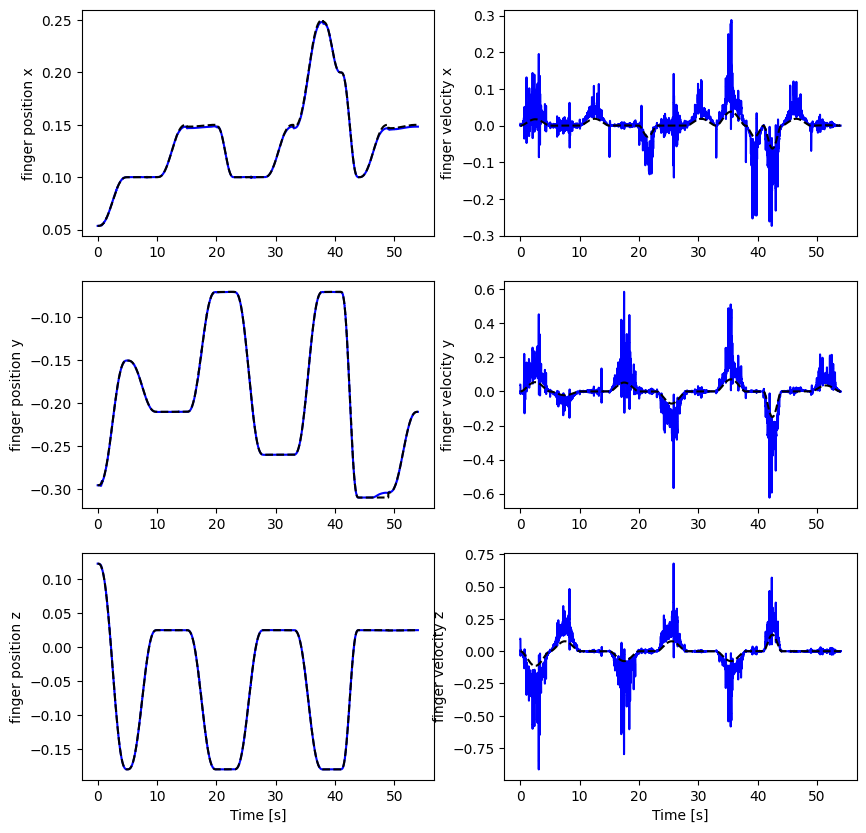 0.25
0.20
0.15
0.10
0.05
finger position x
0 10 20 30 40 50
0.3
0.2
0.1
0.0
−0.1
−0.2
−0.3
finger velocity x
0 10 20 30 40 50
−0.10
−0.15
−0.20
−0.25
−0.30
finger position y
0 10 20 30 40 50
0.6
0.4
0.2
0.0
−0.2
−0.4
−0.6
finger velocity y
0 10 20 30 40 50
0.10
0.05
0.00
−0.05
−0.10
−0.15
finger position z
0 10 20 30 40 50
Time [s]
0.75
0.50
0.25
0.00
−0.25
−0.50
−0.75
finger velocity z
0 10 20 30 40 50
Time [s]